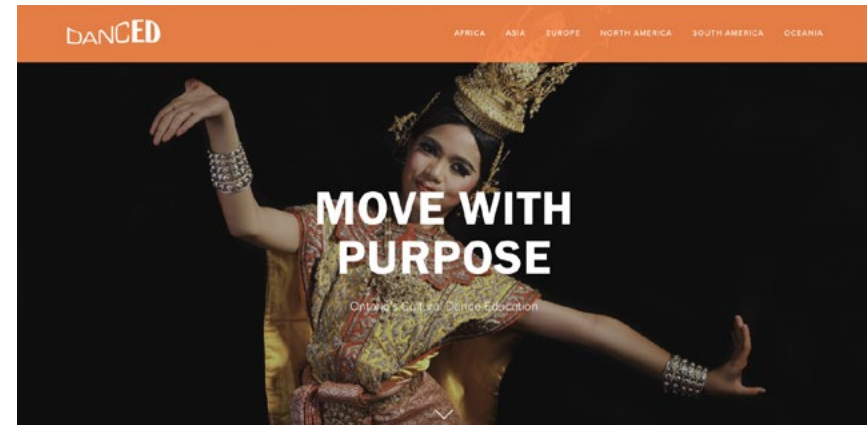 DANCED
AFRICA ASIA EUROPE NORTH AMERICA SOUTH AMERICA OCEANIA
MOVE WITH
PURPOSE
Ontario's Cultural Dance Education